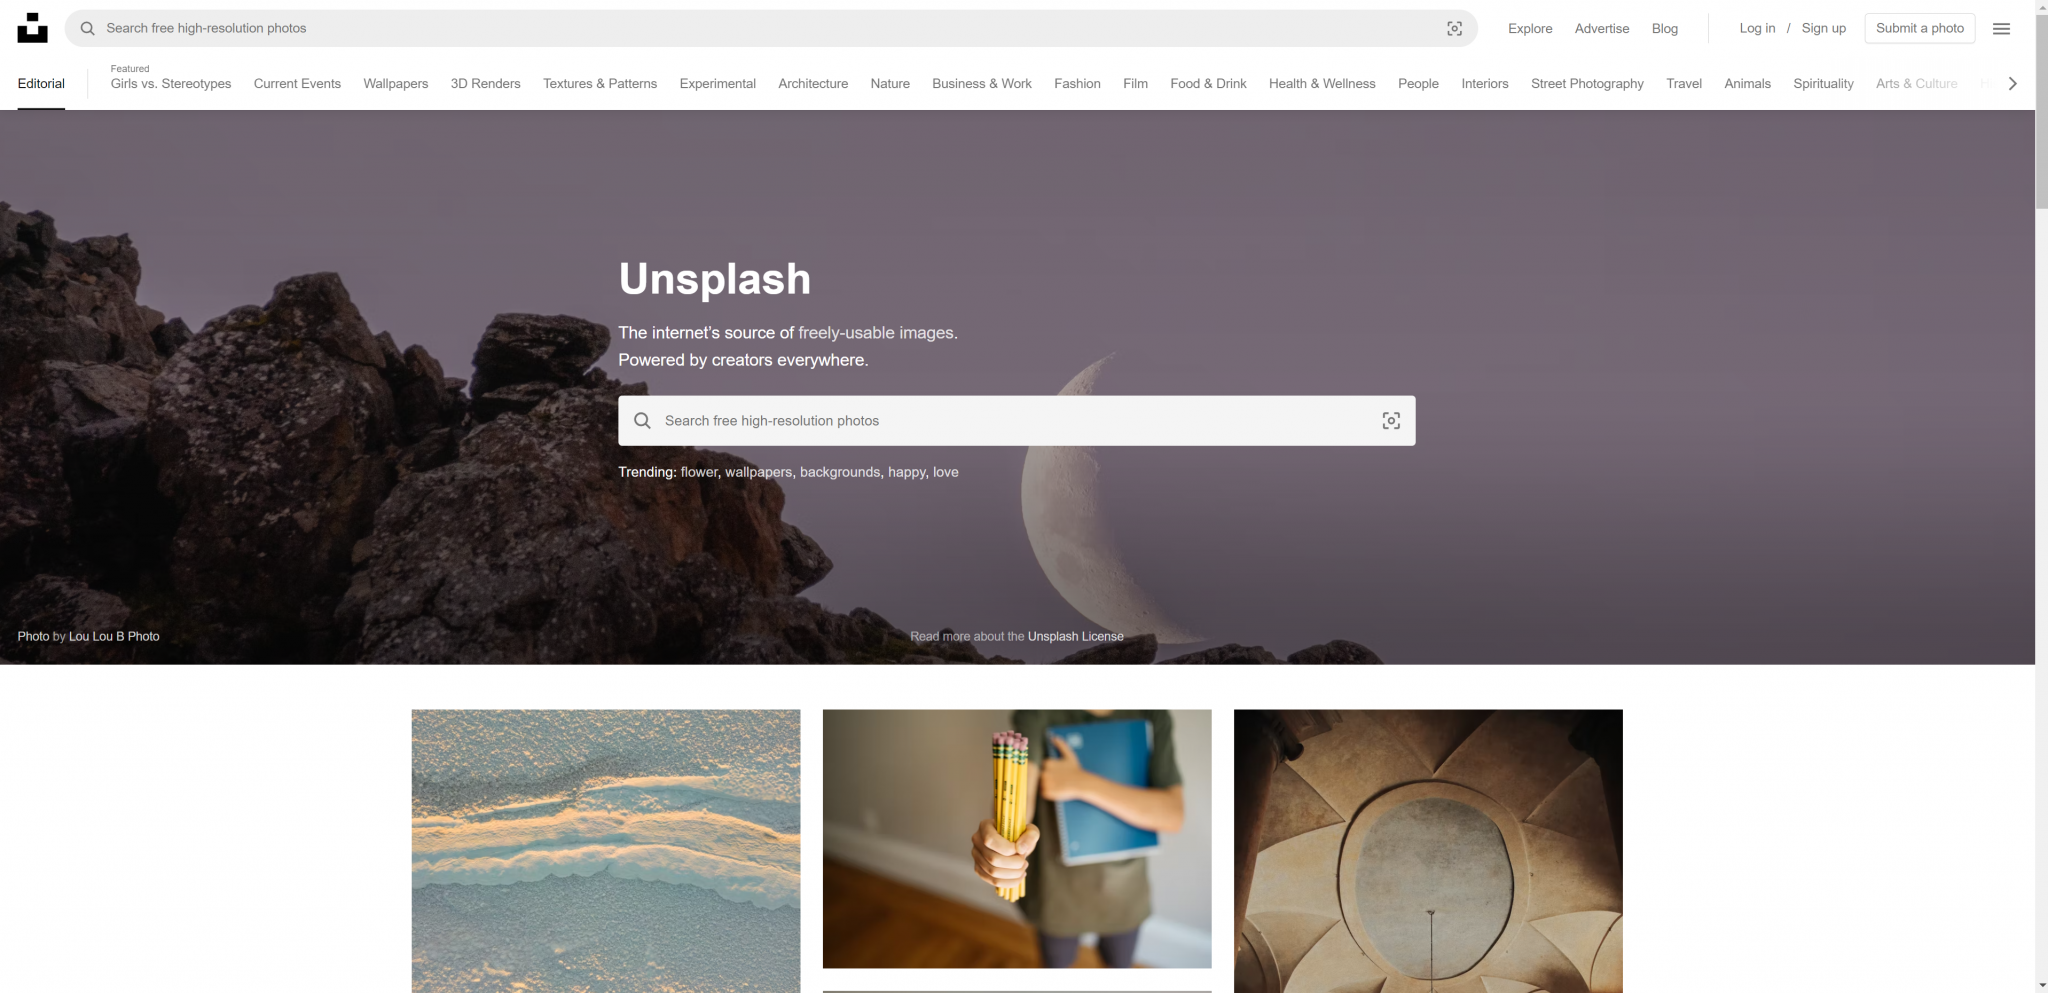 Search free high-resolution photos
Explore Advertise Blog Log in / Sign up Submit a photo
Featured
Editorial Girls vs. Stereotypes Current Events Wallpapers 3D Renders Textures & Patterns Experimental Architecture Nature Business & Work Fashion Film Food & Drink Health & Wellness People Interiors Street Photography Travel Animals Spirituality Arts & Culture
Unsplash
The internet's source of freely-usable images.
Powered by creators everywhere.
Search free high-resolution photos
Trending: flower, wallpapers, backgrounds, happy, love
Photo by Lou Lou B Photo
Read more about the Unsplash License